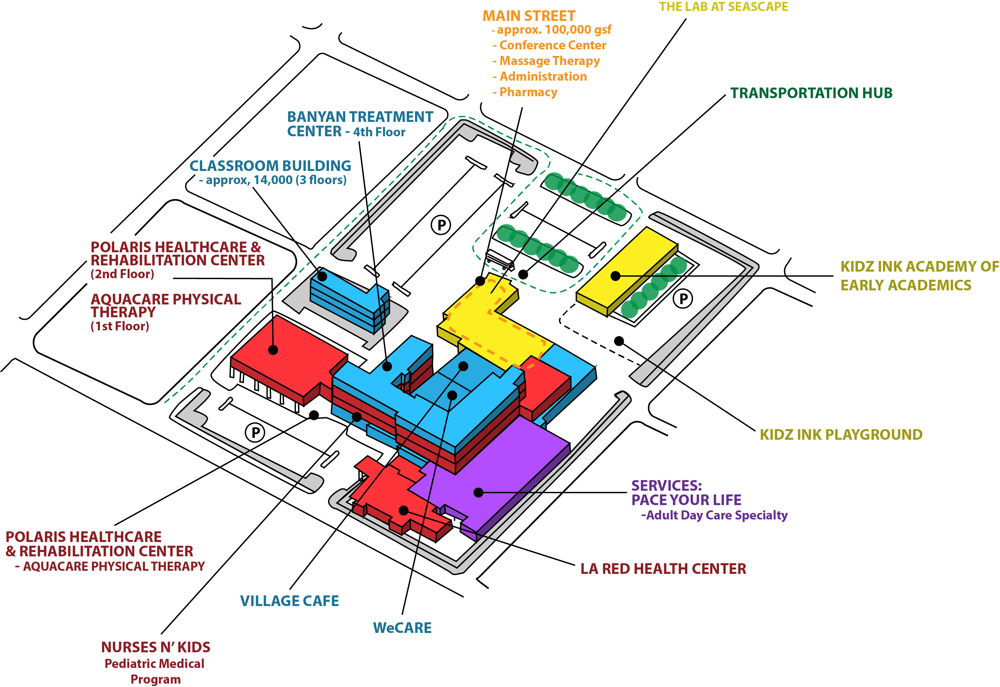 THE LAB AT SEASCAPE
MAIN STREET
- approx. 100,000 gsf
- Conference Center
- Massage Therapy
- Administration
- Pharmacy
TRANSPORTATION HUB
BANYAN TREATMENT
CENTER - 4th Floor
CLASSROOM BUILDING
- approx, 14,000 (3 floors)
P
POLARIS HEALTHCARE &
REHABILITATION CENTER
(2nd Floor)
AQUACARE PHYSICAL
THERAPY
(1st Floor)
KIDZ INK ACADEMY OF
EARLY ACADEMICS
P
P
KIDZ INK PLAYGROUND
SERVICES:
PACE YOUR LIFE
-Adult Day Care Specialty
POLARIS HEALTHCARE
& REHABILITATION CENTER
- AQUACARE PHYSICAL THERAPY
LA RED HEALTH CENTER
VILLAGE CAFE
WeCARE
NURSES N’ KIDS
Pediatric Medical
Program